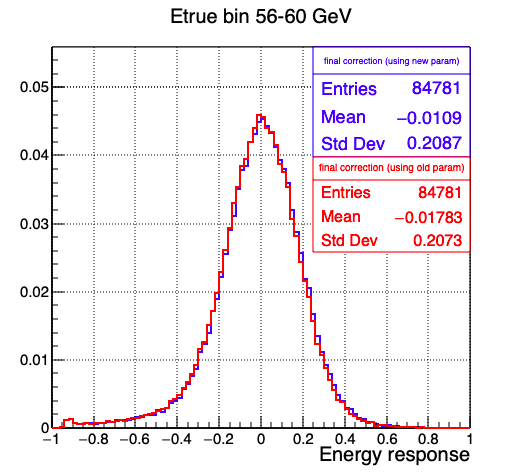 Etrue bin 56-60 GeV
final correction (using new param)
Entries 84781
Mean −0.0109
Std Dev 0.2087
final correction (using old param)
Entries 84781
Mean −0.01783
Std Dev 0.2073
0.05
0.04
0.03
0.02
0.01
0
−1 −0.8 −0.6 −0.4 −0.2 0 0.2 0.4 0.6 0.8 1
Energy response